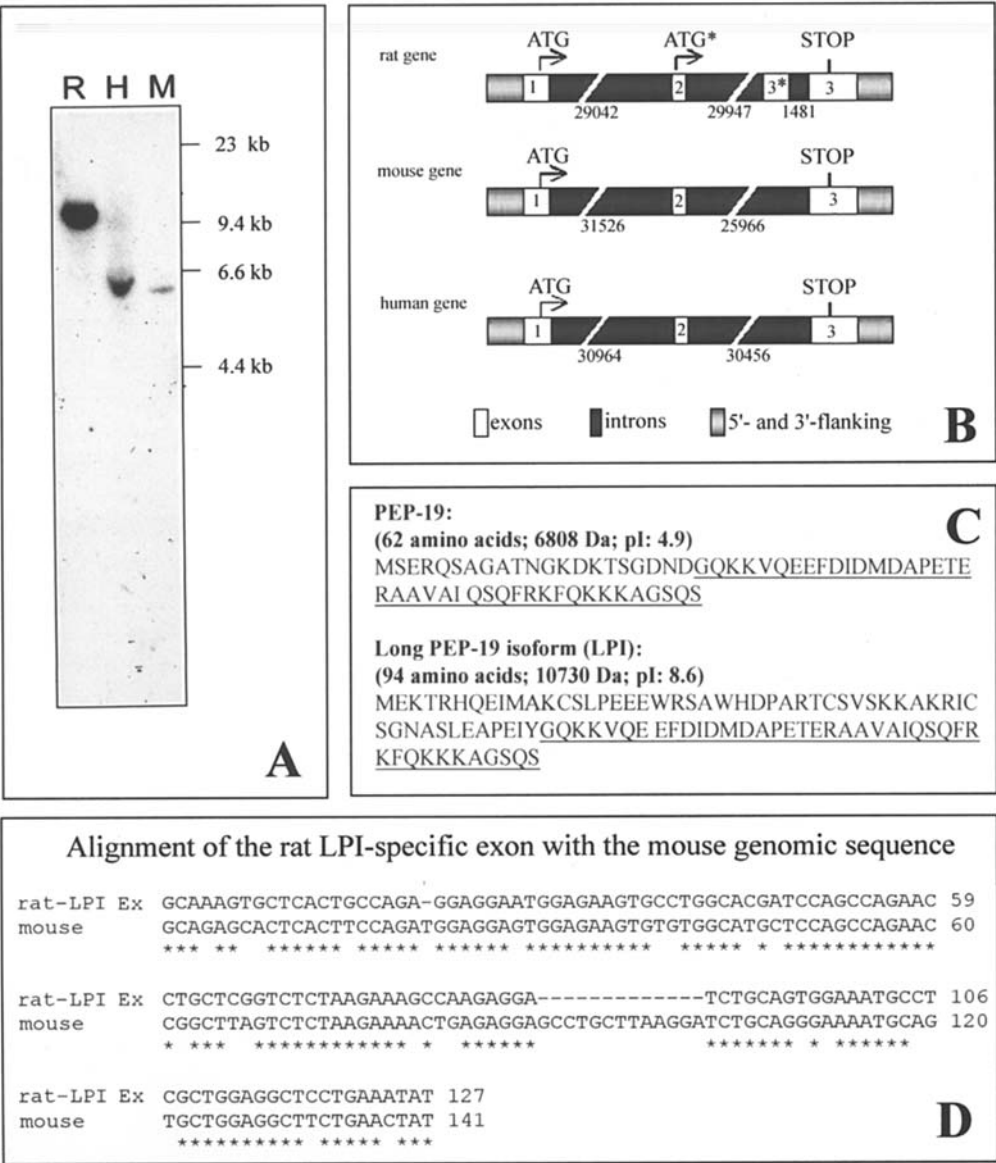 R H M
23 kb
9.4 kb
6.6 kb
4.4 kb
A
ATG ATG* STOP
rat gene
1 2 3* 3
29042 29947 1481
ATG STOP
mouse gene
1 2 3
31526 25966
ATG STOP
human gene
1 2 3
30964 30456
exons introns 5'- and 3'-flanking
B
PEP-19:
(62 amino acids; 6808 Da; pI: 4.9)
MSERQSAGATNGKDKTSGDNDGQKKVQEEFDIDMDAPETE
RAAVAI QSQFRKFQKKKAGSQS
Long PEP-19 isoform (LPI):
(94 amino acids; 10730 Da; pI: 8.6)
MEKTRHQEIMAKCSLPEEEWRSAWHDPARTCSVSKKAKRIC
SGNASLEAPEIYGQKKVQE EFDIDMDAPETERAAVAIQSQFR
KFQKKKAGSQS
C
Alignment of the rat LPI-specific exon with the mouse genomic sequence
rat-LPI Ex GCAAAGTGCTCACTGCCAGA-GGAGGAATGGAGAAGTGCCTGGCACGATCCAGCCAGAAC 59
mouse GCAGAGCACTCACTTCCAGATGGAGGAGTGGAGAAGTGTGTGGCATGCTCCAGCCAGAAC 60
*** ** ****** ***** ****** ********** ***** * *************
rat-LPI Ex CTGCTCGGTCTCTAAGAAAGCCAAGAGGA--------------TCTGCAGTGGAAATGCCT 106
mouse CGGCTTAGTCTCTAAGAAAACTGAGAGGAGCCTGCTTAAGGATCTGCAGGGAAAATGCAG 120
* *** ************ * ****** ******* * ******
rat-LPI Ex CGCTGGAGGCTCCTGAAATAT 127
mouse TGCTGGAGGCTTCTGAACTAT 141
********** ***** ***
D